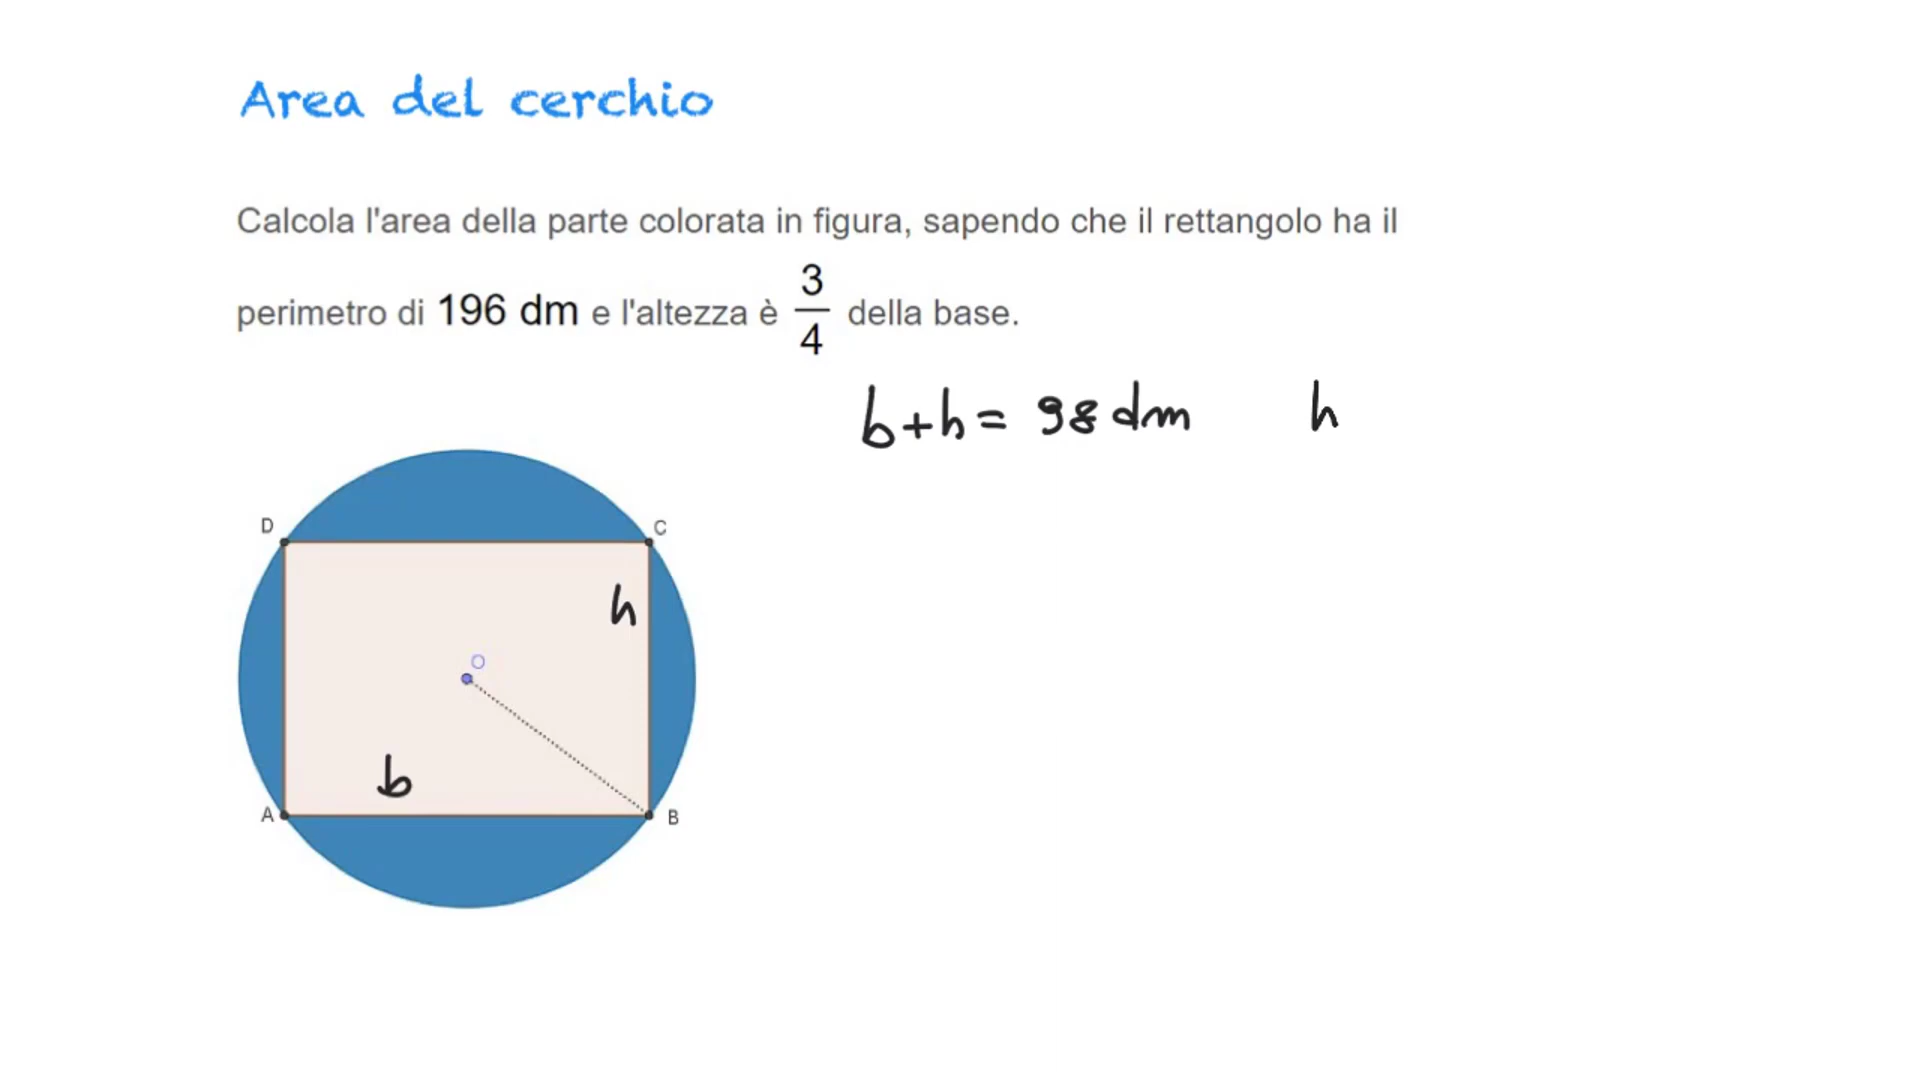 Area del cerchio
Calcola l'area della parte colorata in figura, sapendo che il rettangolo ha il
perimetro di 196 dm e l'altezza è 3/4 della base.
b+h= 98 dm h
D
C
h
O
b
A
B